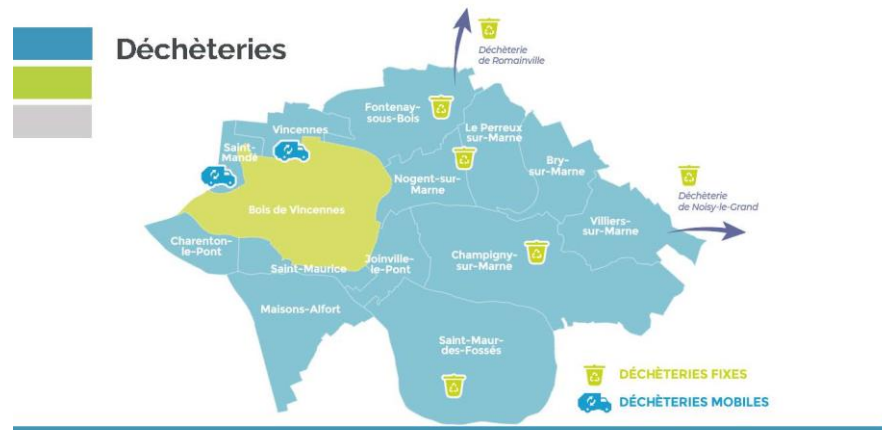 Déchèteries
Déchèterie
de Romainville
Fontenay-
sous-Bois
Vincennes
Le Perreux
sur-Marne
Saint-
Mandé
Bry-
sur-Marne
Nogent-sur-
Marne
Déchèterie
de Noisy-le-Grand
Bois de Vincennes
Villiers-
sur-Marne
Charenton-
le-Pont
Joinville-
le-Pont
Champigny-
sur-Marne
Saint-Maurice
Maisons-Alfort
Saint-Maur-
des-Fossés
DÉCHÈTERIES FIXES
DÉCHÈTERIES MOBILES